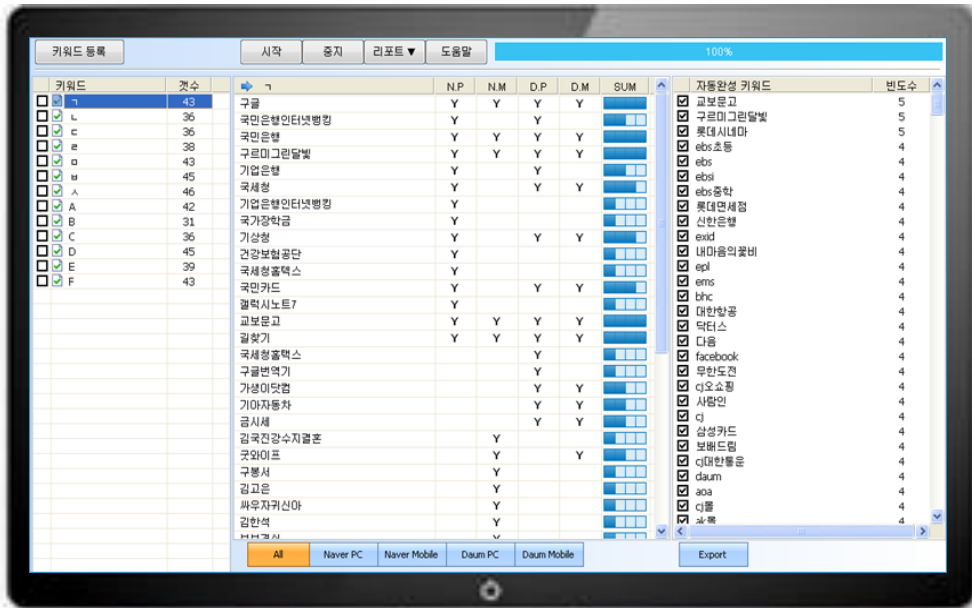 키워드 등록 시작 중지 리포트 ▼ 도움말 100%
키워드 갯수
ㄱ 43
ㄴ 36
ㄷ 36
ㄹ 38
ㅁ 43
ㅂ 45
ㅅ 46
A 42
B 31
C 36
D 45
E 39
F 43
ㄱ N.P N.M D.P D.M SUM
구글 Y Y Y Y
국민은행인터넷뱅킹 Y Y
국민은행 Y Y Y Y
구르미그린달빛 Y Y Y Y
기업은행 Y Y
국세청 Y Y Y
기업은행인터넷뱅킹 Y
국가장학금 Y
기상청 Y Y Y
건강보험공단 Y
국세청홈텍스 Y
국민카드 Y Y Y
갤럭시노트7 Y
교보문고 Y Y Y Y
길찾기 Y Y Y Y
국세청홈택스 Y
구글번역기 Y
가생이닷컴 Y Y
기아자동차 Y Y
금시세 Y Y
김국진강수지결혼 Y
굿와이프 Y Y
구봉서 Y
김고은 Y
싸우자귀신아 Y
김한석 Y
All Naver PC Naver Mobile Daum PC Daum Mobile
자동완성 키워드 빈도수
교보문고 5
구르미그린달빛 5
롯데시네마 5
ebs초등 4
ebs 4
ebsi 4
ebs중학 4
롯데면세점 4
신한은행 4
exid 4
내마음의꽃비 4
epl 4
ems 4
bhc 4
대한항공 4
닥터스 4
다음 4
facebook 4
무한도전 4
cj오쇼핑 4
사람인 4
cj 4
삼성카드 4
보배드림 4
cj대한통운 4
daum 4
aoa 4
cj몰 4
ak몰 4
Export